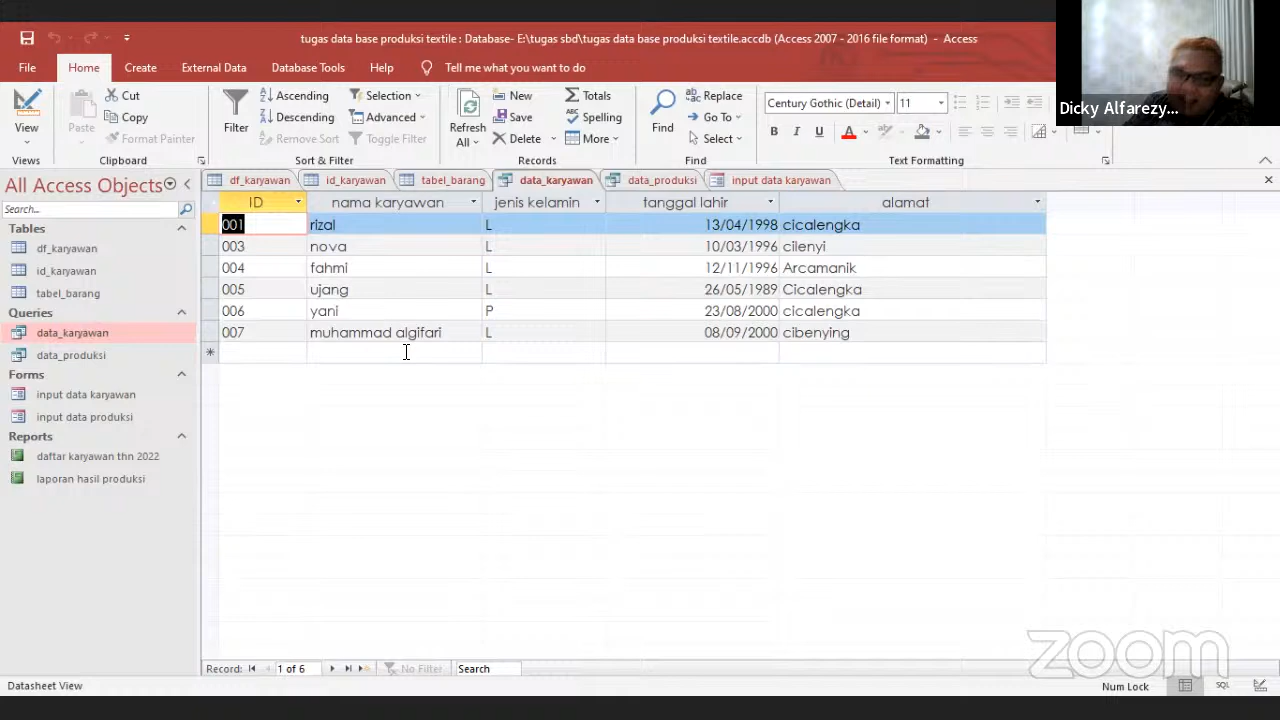 tugas data base produksi textile : Database- E:\tugas sbd\tugas data base produksi textile.accdb (Access 2007 - 2016 file format) - Access
File Home Create External Data Database Tools Help Tell me what you want to do
Dicky Alfarezy...
View
Views
Paste
Cut
Copy
Format Painter
Clipboard
Filter
Ascending
Descending
Remove Sort
Selection
Advanced
Toggle Filter
Sort & Filter
Refresh All
New
Save
Delete
Totals
Spelling
More
Records
Find
Replace
Go To
Select
Find
Century Gothic (Detail) 11
B I U A
Text Formatting
All Access Objects
Search...
Tables
df_karyawan
id_karyawan
tabel_barang
Queries
data_karyawan
data_produksi
Forms
input data karyawan
input data produksi
Reports
daftar karyawan thn 2022
laporan hasil produksi
df_karyawan id_karyawan tabel_barang data_karyawan data_produksi input data karyawan
ID nama karyawan jenis kelamin tanggal lahir alamat
001 rizal L 13/04/1998 cicalengka
003 nova L 10/03/1996 cilenyi
004 fahmi L 12/11/1996 Arcamanik
005 ujang L 26/05/1989 Cicalengka
006 yani P 23/08/2000 cicalengka
007 muhammad algifari L 08/09/2000 cibenying
Record: 1 of 6 No Filter Search
zoom
Datasheet View
Num Lock
SQL